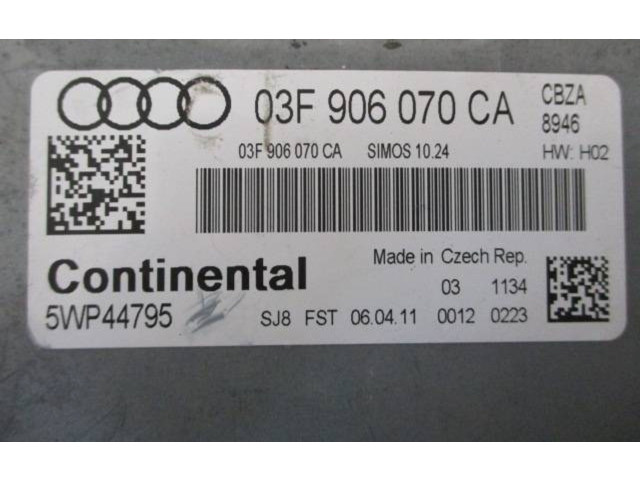 03F 906 070 CA CBZA
8946
03F 906 070 CA SIMOS 10.24 HW: H02
Continental Made in Czech Rep.
03 1134
5WP44795 SJ8 FST 06.04.11 0012 0223